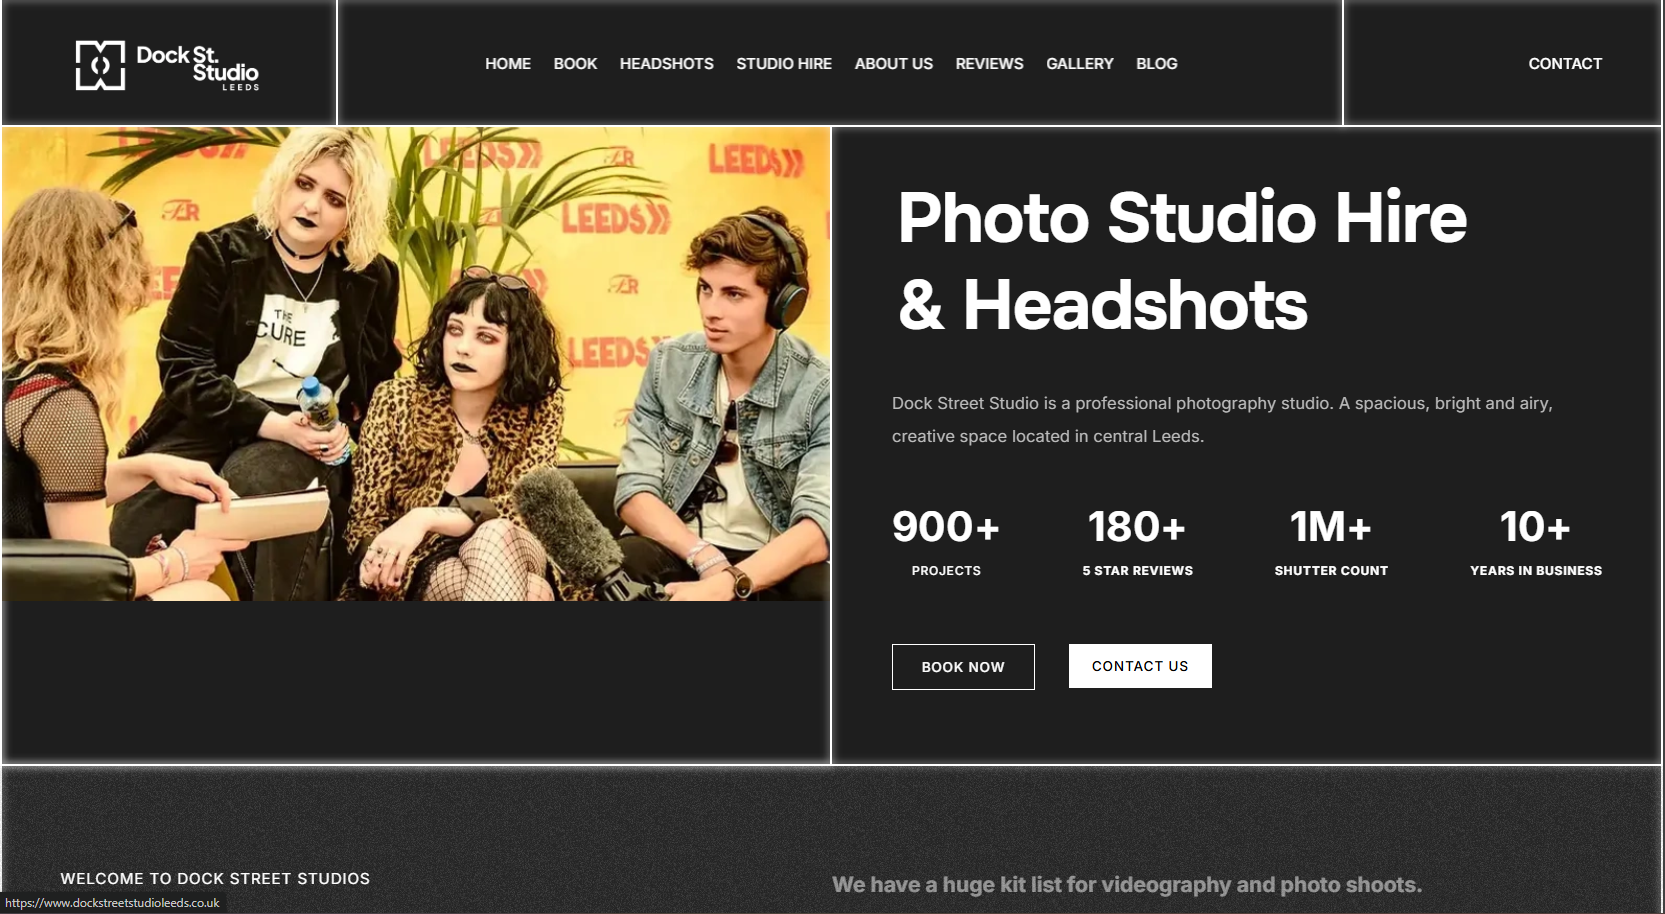 Dock St.
Studio
LEEDS
HOME BOOK HEADSHOTS STUDIO HIRE ABOUT US REVIEWS GALLERY BLOG
CONTACT
LEEDS
LEEDS
LEEDS
LEEDS
LEEDS
THE
CURE
Photo Studio Hire
& Headshots
Dock Street Studio is a professional photography studio. A spacious, bright and airy,
creative space located in central Leeds.
900+ 180+ 1M+ 10+
PROJECTS 5 STAR REVIEWS SHUTTER COUNT YEARS IN BUSINESS
BOOK NOW CONTACT US
WELCOME TO DOCK STREET STUDIOS
We have a huge kit list for videography and photo shoots.
https://www.dockstreetstudioleeds.co.uk